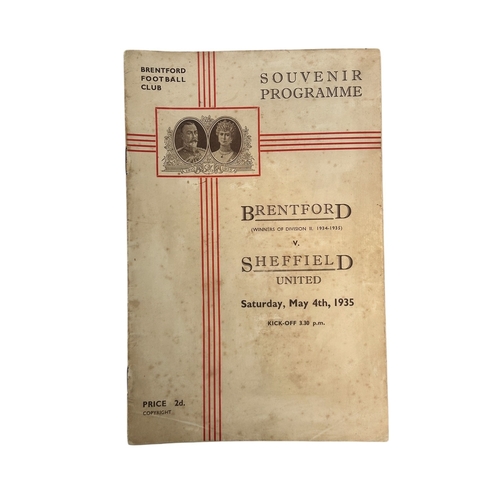 BRENTFORD
FOOTBALL
CLUB
SOUVENIR
PROGRAMME
BRENTFORD
(WINNERS OF DIVISION II. 1934-1935)
V.
SHEFFIELD
UNITED
Saturday, May 4th, 1935
KICK-OFF 3.30 p.m.
PRICE 2d.
COPYRIGHT